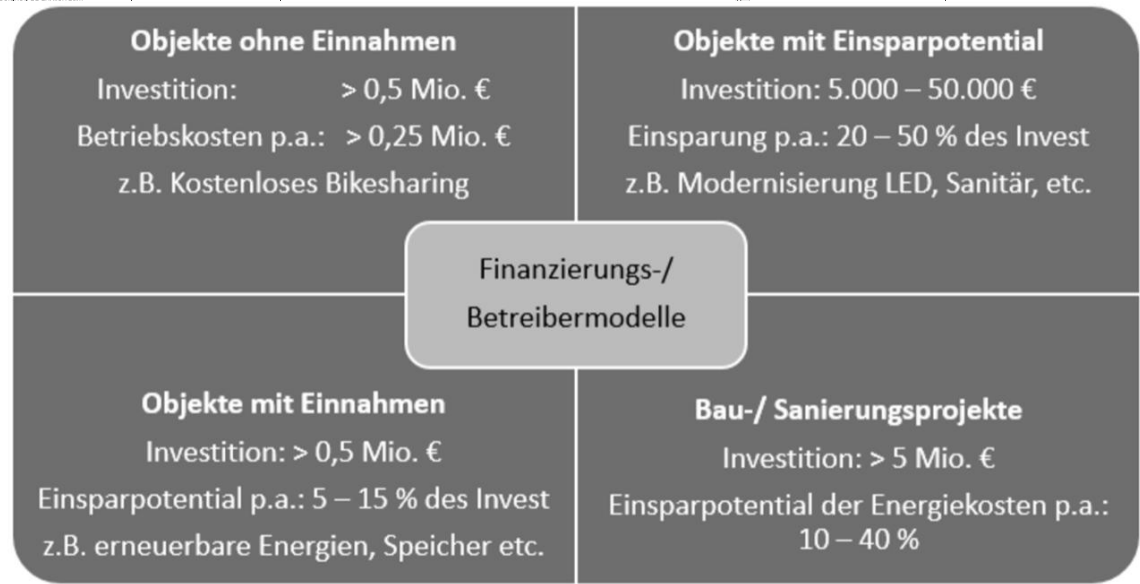 Objekte ohne Einnahmen
Investition: > 0,5 Mio. €
Betriebskosten p.a.: > 0,25 Mio. €
z.B. Kostenloses Bikesharing
Objekte mit Einsparpotential
Investition: 5.000 – 50.000 €
Einsparung p.a.: 20 – 50 % des Invest
z.B. Modernisierung LED, Sanitär, etc.
Finanzierungs-/
Betreibermodelle
Objekte mit Einnahmen
Investition: > 0,5 Mio. €
Einsparpotential p.a.: 5 – 15 % des Invest
z.B. erneuerbare Energien, Speicher etc.
Bau-/ Sanierungsprojekte
Investition: > 5 Mio. €
Einsparpotential der Energiekosten p.a.:
10 – 40 %